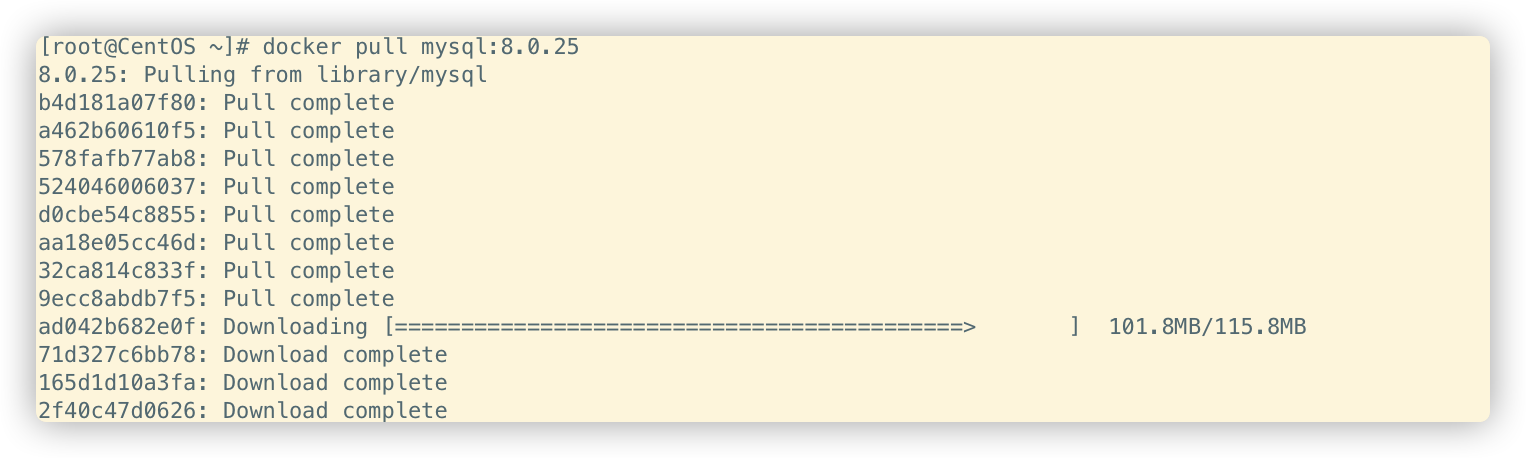 [root@CentOS ~]# docker pull mysql:8.0.25
8.0.25: Pulling from library/mysql
b4d181a07f80: Pull complete
a462b60610f5: Pull complete
578fafb77ab8: Pull complete
524046006037: Pull complete
d0cbe54c8855: Pull complete
aa18e05cc46d: Pull complete
32ca814c833f: Pull complete
9ecc8abdb7f5: Pull complete
ad042b682e0f: Downloading [===========================================>       ]  101.8MB/115.8MB
71d327c6bb78: Download complete
165d1d10a3fa: Download complete
2f40c47d0626: Download complete